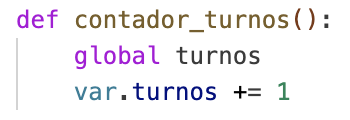 def contador_turnos():
    global turnos
    var.turnos += 1